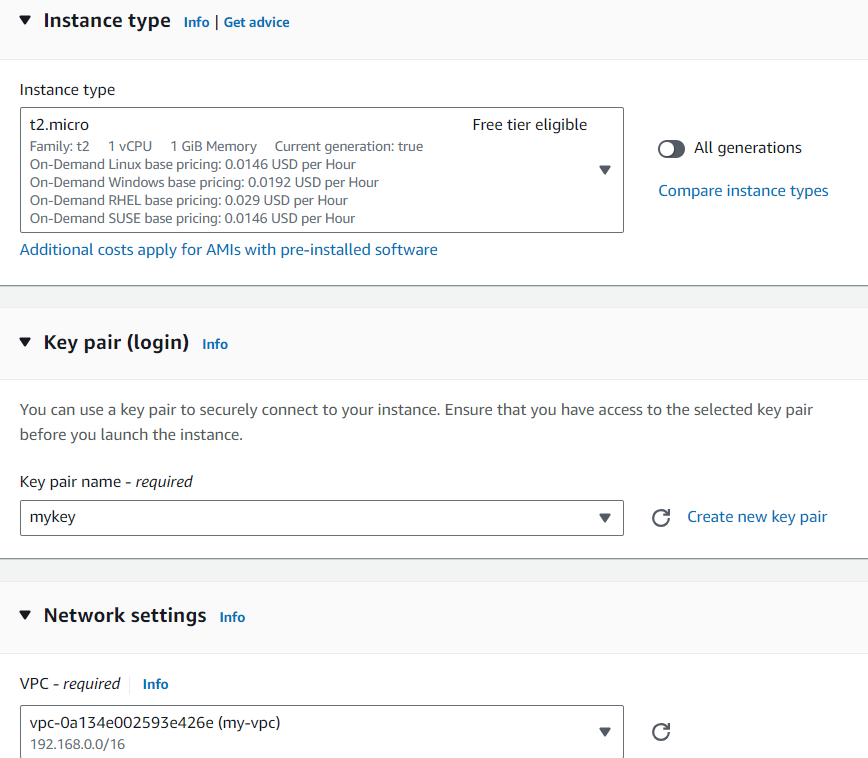 Instance type Info | Get advice
Instance type
t2.micro Free tier eligible
Family: t2 1 vCPU 1 GiB Memory Current generation: true
On-Demand Linux base pricing: 0.0146 USD per Hour
On-Demand Windows base pricing: 0.0192 USD per Hour
On-Demand RHEL base pricing: 0.029 USD per Hour
On-Demand SUSE base pricing: 0.0146 USD per Hour
All generations
Compare instance types
Additional costs apply for AMIs with pre-installed software
Key pair (login) Info
You can use a key pair to securely connect to your instance. Ensure that you have access to the selected key pair
before you launch the instance.
Key pair name - required
mykey
Create new key pair
Network settings Info
VPC - required Info
vpc-0a134e002593e426e (my-vpc)
192.168.0.0/16